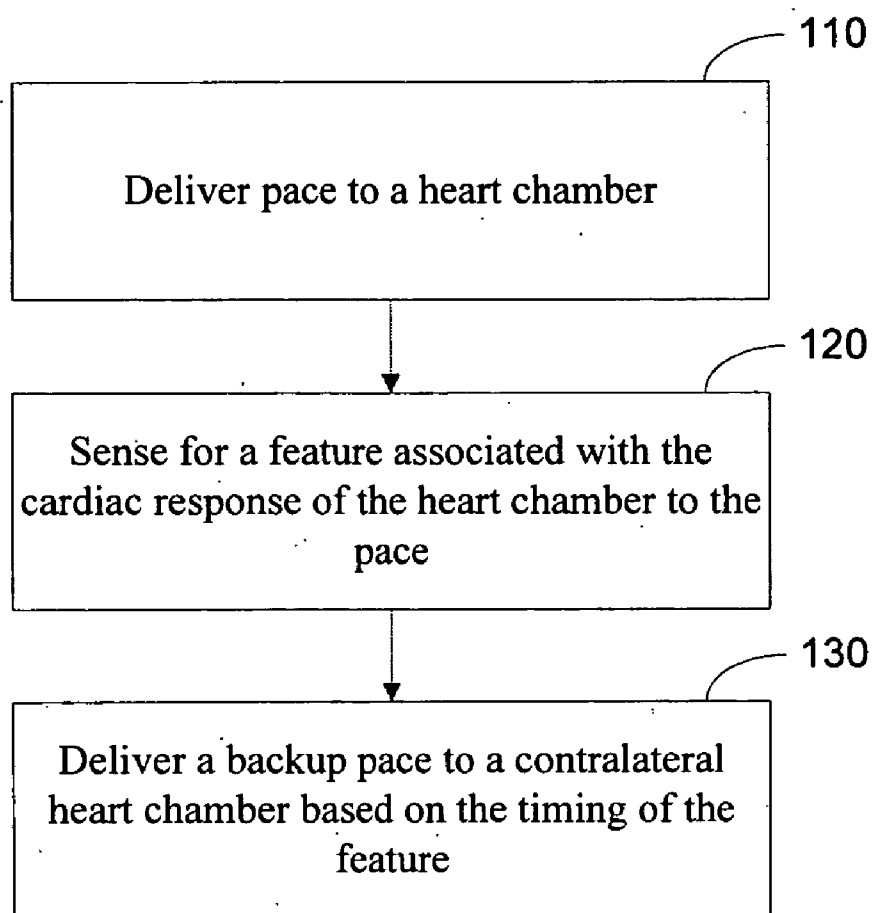 110
Deliver pace to a heart chamber
120
Sense for a feature associated with the
cardiac response of the heart chamber to the
pace
130
Deliver a backup pace to a contralateral
heart chamber based on the timing of the
feature